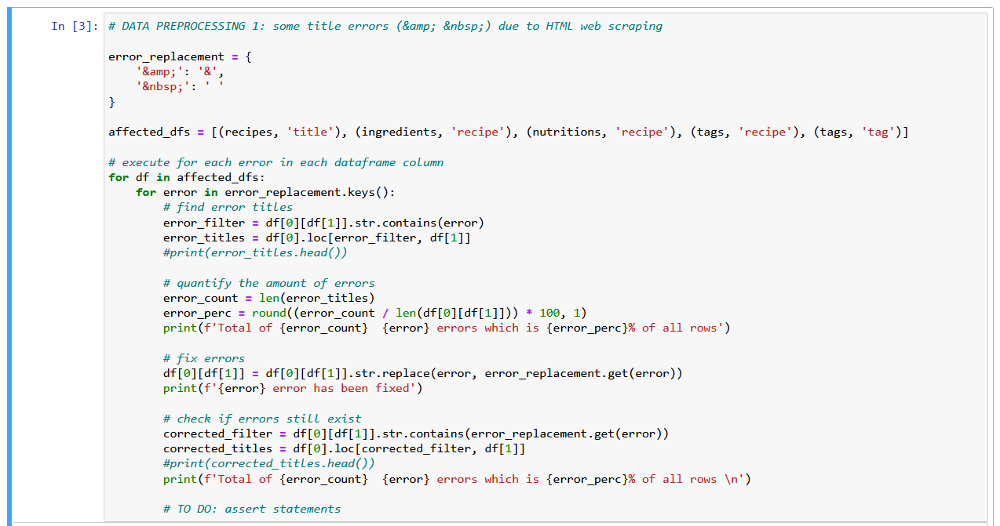 In [3]:
# DATA PREPROCESSING 1: some title errors (&amp; &nbsp;) due to HTML web scraping
error_replacement = {
    '&amp;': '&',
    '&nbsp;': ' '
}
affected_dfs = [(recipes, 'title'), (ingredients, 'recipe'), (nutritions, 'recipe'), (tags, 'recipe'), (tags, 'tag')]
# execute for each error in each dataframe column
for df in affected_dfs:
    for error in error_replacement.keys():
        # find error titles
        error_filter = df[0][df[1]].str.contains(error)
        error_titles = df[0].loc[error_filter, df[1]]
        #print(error_titles.head())
        # quantify the amount of errors
        error_count = len(error_titles)
        error_perc = round((error_count / len(df[0][df[1]])) * 100, 1)
        print(f'Total of {error_count}  {error} errors which is {error_perc}% of all rows')
        # fix errors
        df[0][df[1]] = df[0][df[1]].str.replace(error, error_replacement.get(error))
        print(f'{error} error has been fixed')
        # check if errors still exist
        corrected_filter = df[0][df[1]].str.contains(error_replacement.get(error))
        corrected_titles = df[0].loc[corrected_filter, df[1]]
        #print(corrected_titles.head())
        print(f'Total of {error_count}  {error} errors which is {error_perc}% of all rows \n')
        # TO DO: assert statements